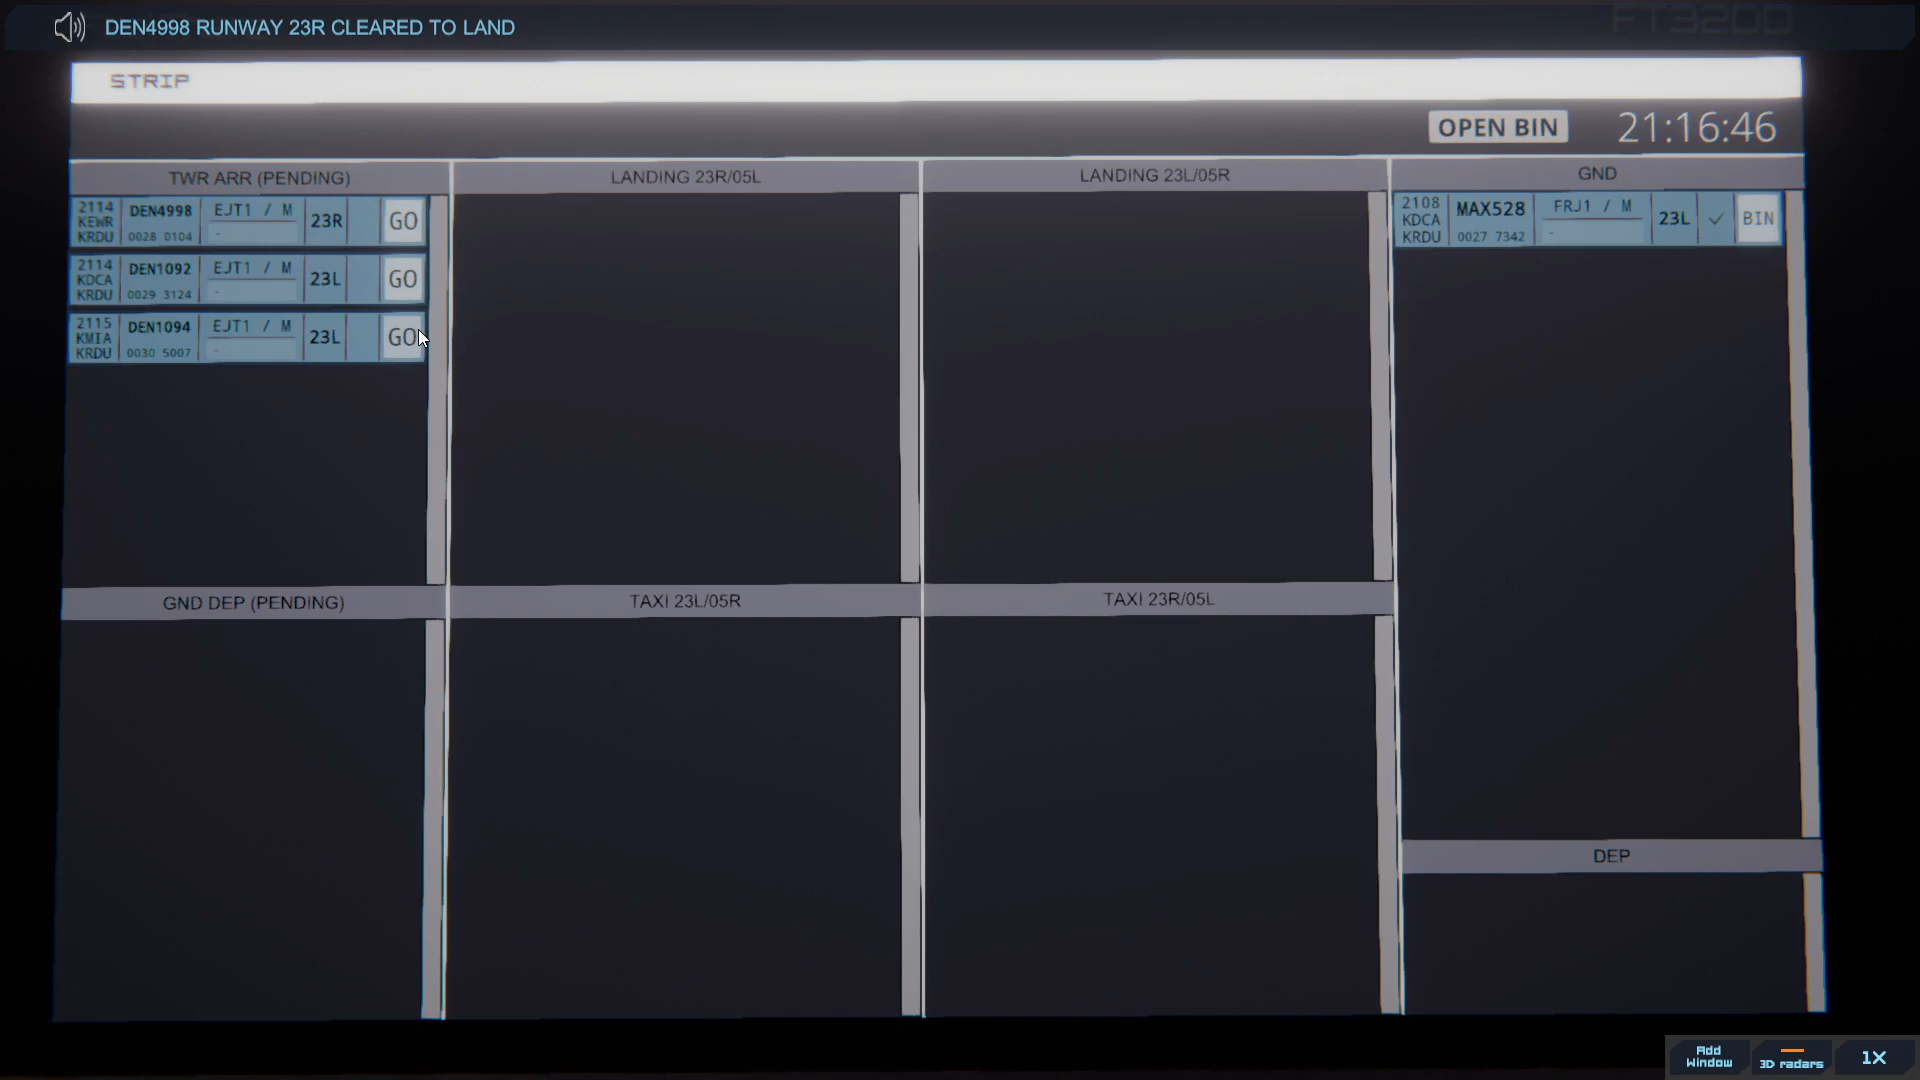 DEN4998 RUNWAY 23R CLEARED TO LAND
FT3200
STRIP
OPEN BIN 21:16:46
TWR ARR (PENDING)
2114 KEWR KRDU DEN4998 0028 0104 EJT1 / M - 23R GO
2114 KDCA KRDU DEN1092 0029 3124 EJT1 / M - 23L GO
2115 KMIA KRDU DEN1094 0030 5007 EJT1 / M - 23L GO
LANDING 23R/05L
LANDING 23L/05R
GND
2108 KDCA KRDU MAX528 0027 7342 FRJ1 / M - 23L ✓ BIN
GND DEP (PENDING)
TAXI 23L/05R
TAXI 23R/05L
DEP
Add Window
3D radars
1X